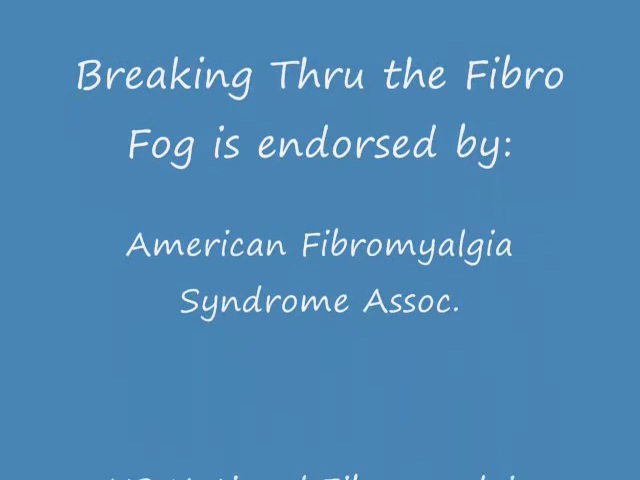 Breaking Thru the Fibro
Fog is endorsed by:
American Fibromyalgia
Syndrome Assoc.